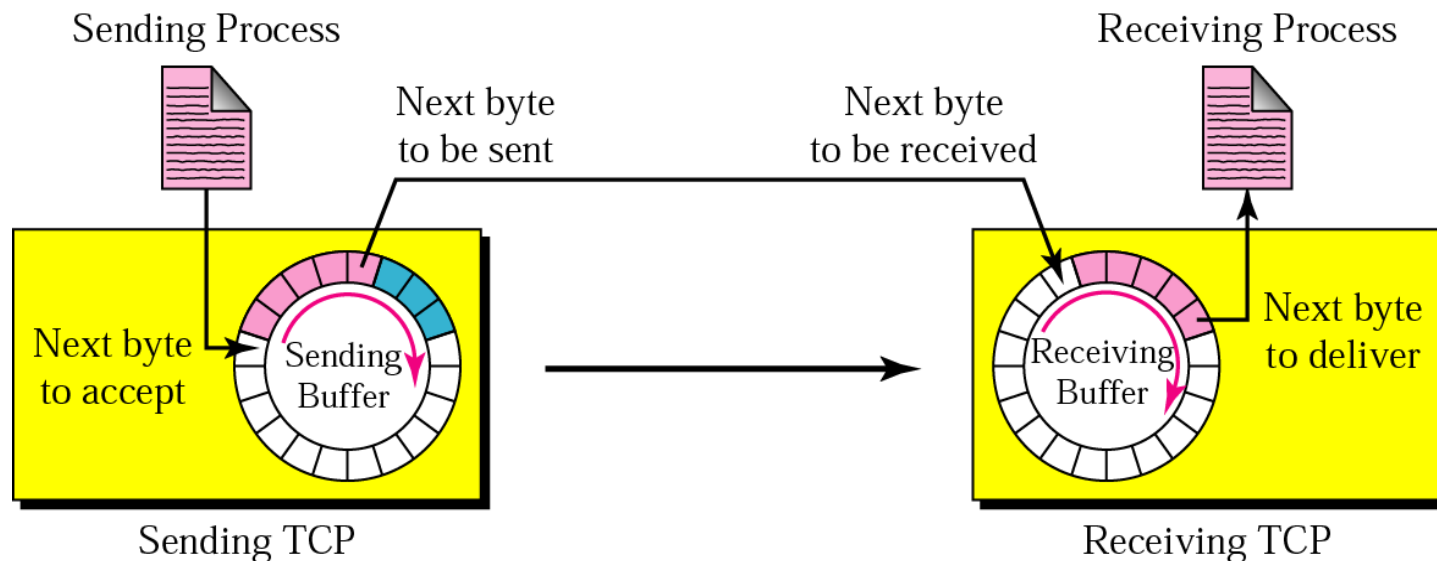 Sending Process
Receiving Process
Next byte
to be sent
Next byte
to be received
Next byte
to accept
Sending
Buffer
Receiving
Buffer
Next byte
to deliver
Sending TCP
Receiving TCP